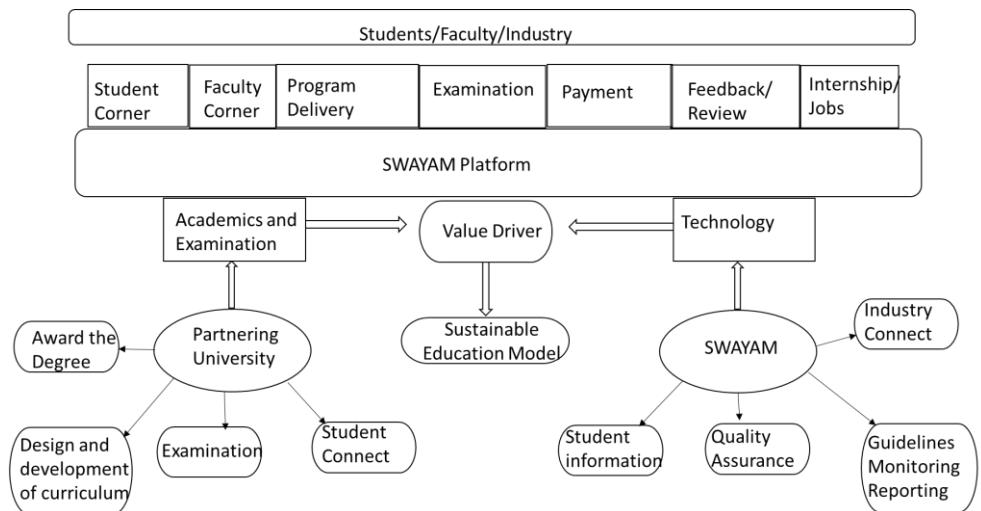 Students/Faculty/Industry
Student
Corner
Faculty
Corner
Program
Delivery
Examination
Payment
Feedback/
Review
Internship/
Jobs
SWAYAM Platform
Academics and
Examination
Value Driver
Technology
Award the
Degree
Partnering
University
Sustainable
Education Model
SWAYAM
Industry
Connect
Design and
development
of curriculum
Examination
Student
Connect
Student
information
Quality
Assurance
Guidelines
Monitoring
Reporting